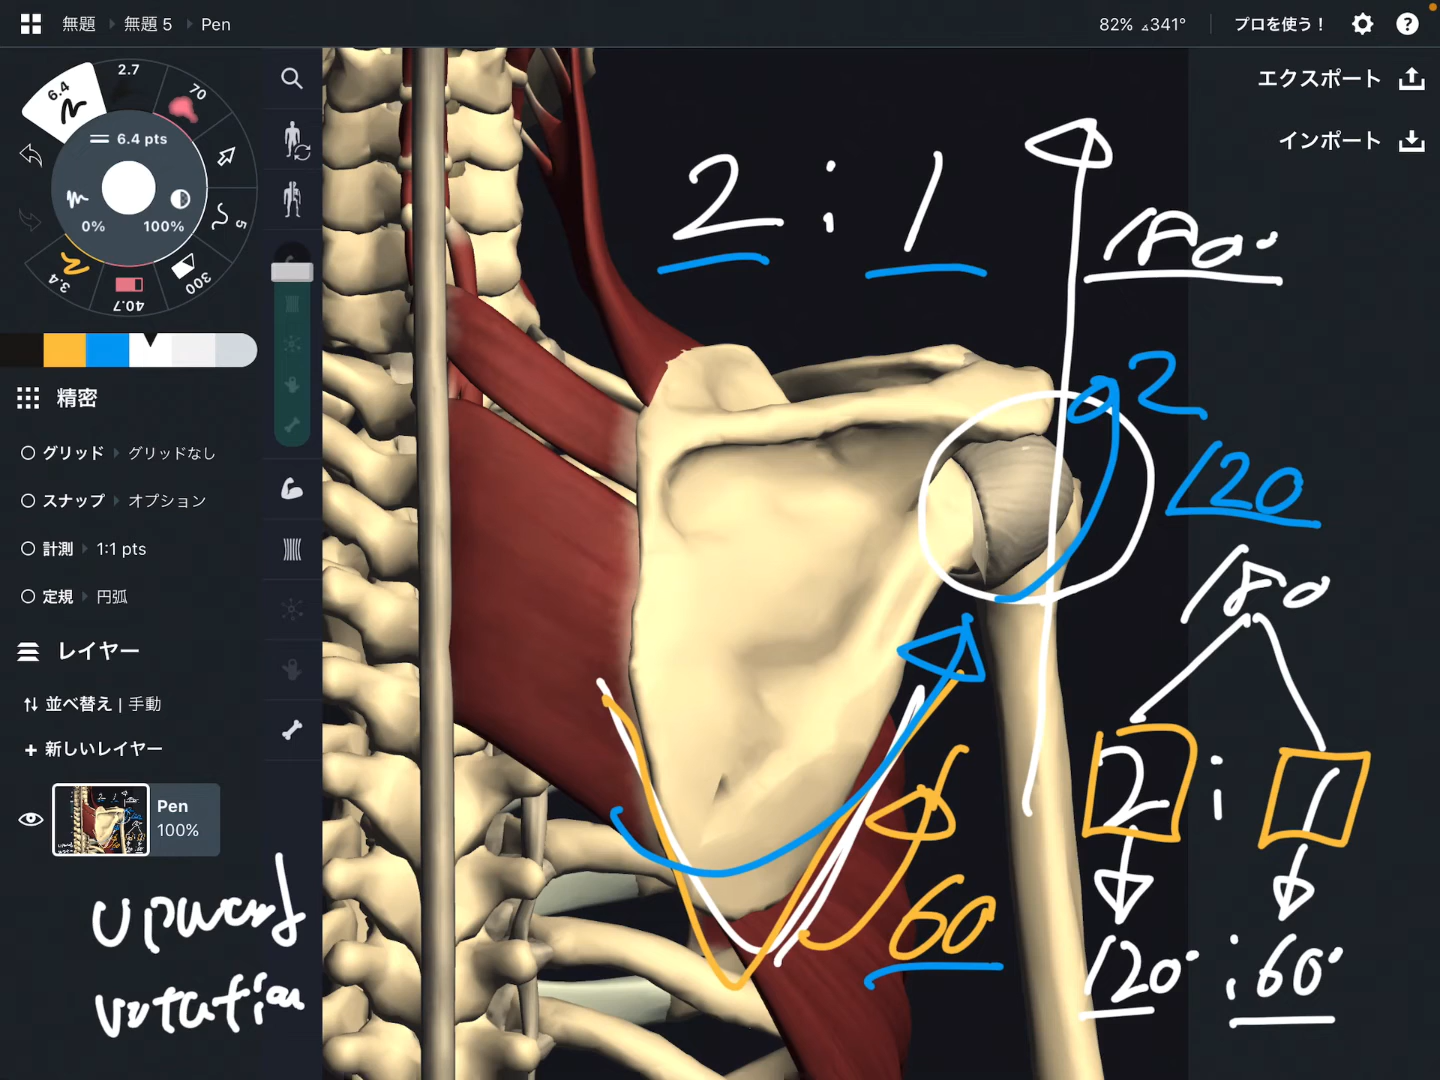 無題 無題 5 Pen
82% ⊿341° プロを使う！
エクスポート
インポート
6.4
2.7
70
6.4 pts
0% 100%
5
300
40.7
3.4
精密
グリッド グリッドなし
スナップ オプション
計測 1:1 pts
定規 円弧
レイヤー
並べ替え | 手動
+ 新しいレイヤー
Pen
100%
upward
rotation
2 : 1
180°
2
120
180
2 : 1
60
120° : 60°